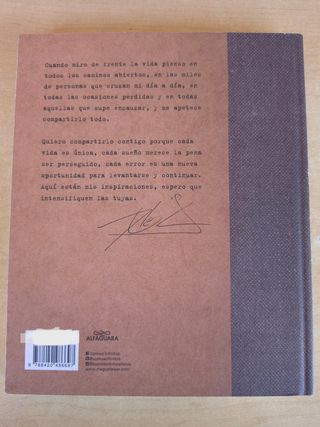 Cuando miro de frente la vida pienso en
todos los caminos abiertos, en las miles
de personas que cruzan mi día a día, en
todas las ocasiones perdidas y en todas
aquellas que supe encauzar, y me apetece
compartirlo todo.
Quiero compartirlo contigo porque cada
vida es única, cada sueño merece la pena
ser perseguido, cada error es una nueva
oportunidad para levantarse y continuar.
Aquí están mis inspiraciones, espero que
intensifiquen las tuyas.
ALFAGUARA